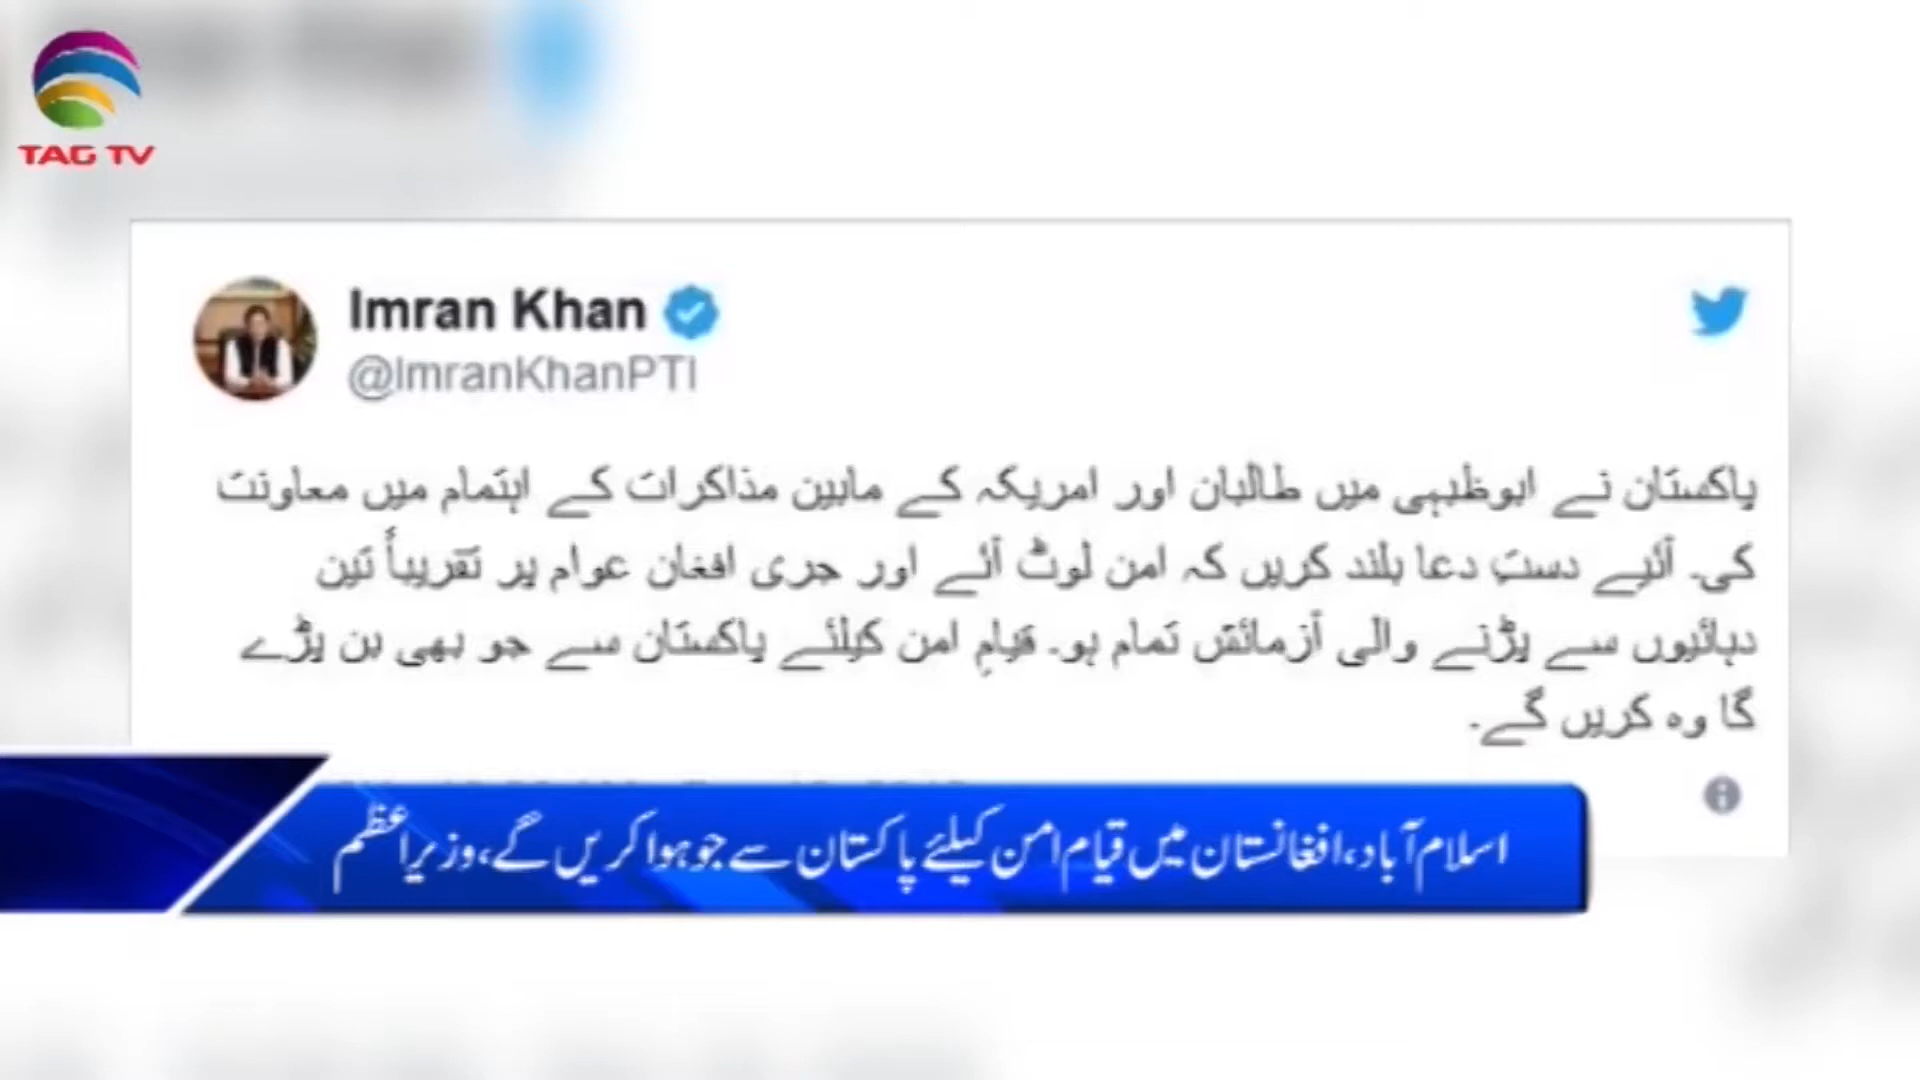 TAG TV
Imran Khan
@ImranKhanPTI
پاکستان نے ابوظہبی میں طالبان اور امریکہ کے مابین مذاکرات کے اہتمام میں معاونت
کی۔ آئیے دستِ دعا بلند کریں کہ امن لوٹ آئے اور جری افغان عوام پر تقریباً تین
دہائیوں سے پڑنے والی آزمائش تمام ہو۔ قیامِ امن کیلئے پاکستان سے جو بھی بن پڑے
گا وہ کریں گے۔
اسلام آباد، افغانستان میں قیام امن کیلئے پاکستان سے جو ہوا کریں گے، وزیراعظم